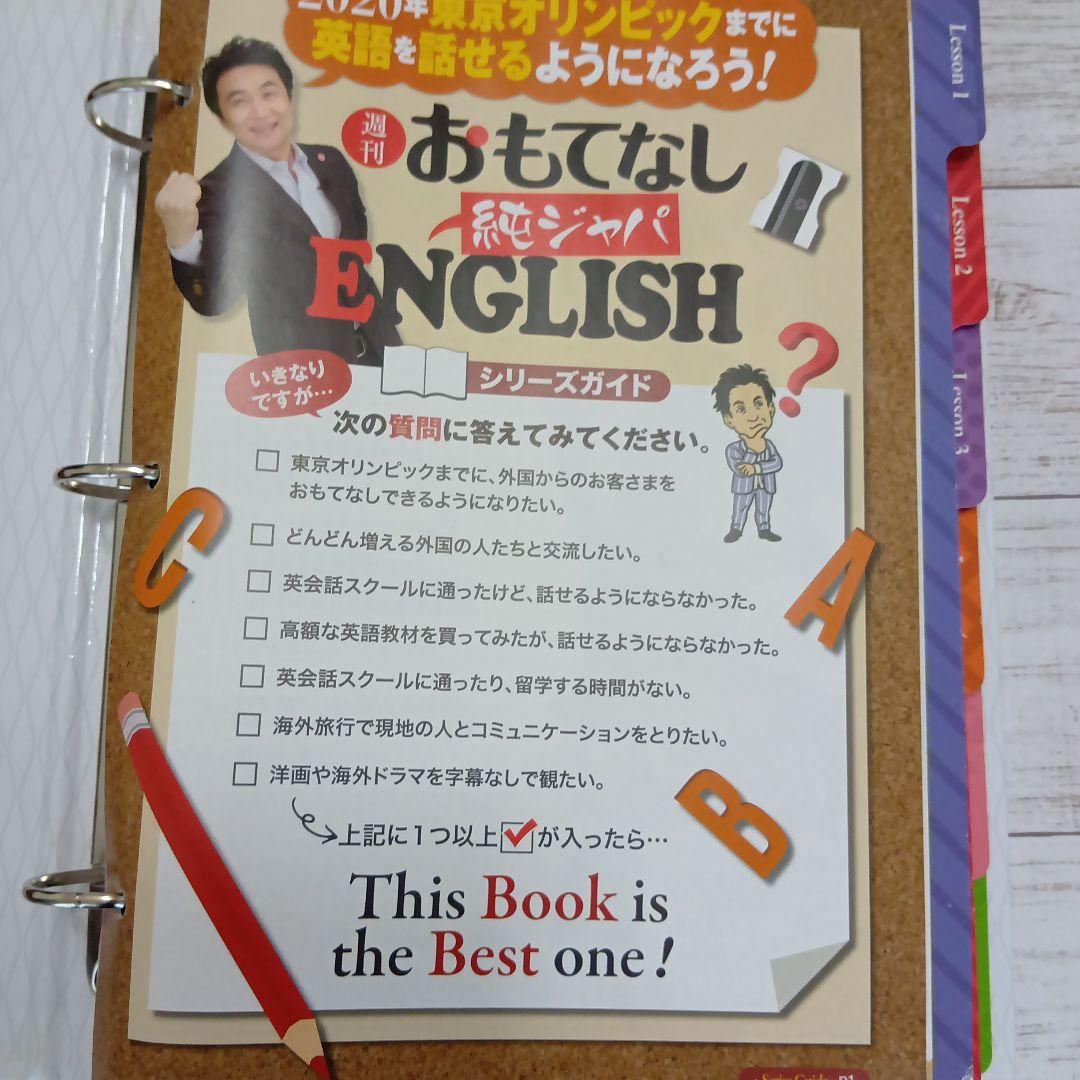 2020年東京オリンピックまでに
英語を話せるようになろう!
週刊
おもてなし
純ジャパ
ENGLISH
いきなり
ですが…
シリーズガイド
?
次の質問に答えてみてください。
□ 東京オリンピックまでに、外国からのお客さまを
おもてなしできるようになりたい。
□ どんどん増える外国の人たちと交流したい。
□ 英会話スクールに通ったけど、話せるようにならなかった。
□ 高額な英語教材を買ってみたが、話せるようにならなかった。
□ 英会話スクールに通ったり、留学する時間がない。
□ 海外旅行で現地の人とコミュニケーションをとりたい。
□ 洋画や海外ドラマを字幕なしで観たい。
上記に1つ以上☑が入ったら…
This Book is
the Best one!
C
A
B
Lesson 1
Lesson 2
Lesson 3